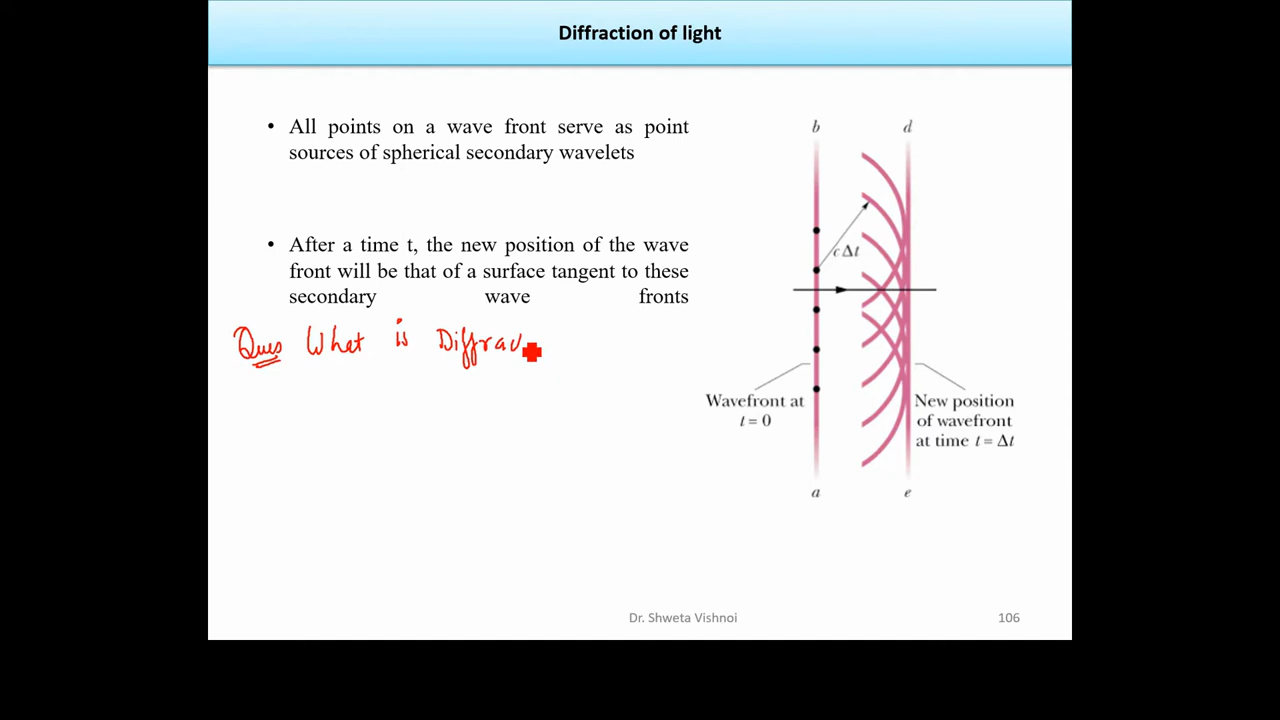 Diffraction of light
• All points on a wave front serve as point
sources of spherical secondary wavelets
• After a time t, the new position of the wave
front will be that of a surface tangent to these
secondary wave fronts
Ques What is Diffrac
b
d
c Δt
Wavefront at
t = 0
New position
of wavefront
at time t = Δt
a
e
Dr. Shweta Vishnoi
106